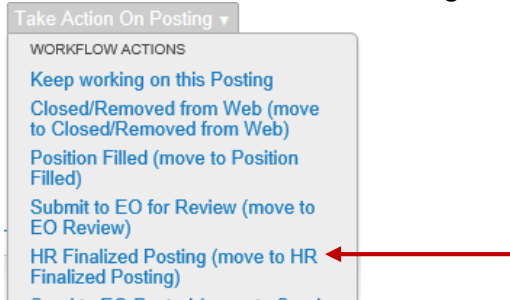 Take Action On Posting ▾
WORKFLOW ACTIONS
Keep working on this Posting
Closed/Removed from Web (move
to Closed/Removed from Web)
Position Filled (move to Position
Filled)
Submit to EO for Review (move to
EO Review)
HR Finalized Posting (move to HR
Finalized Posting)